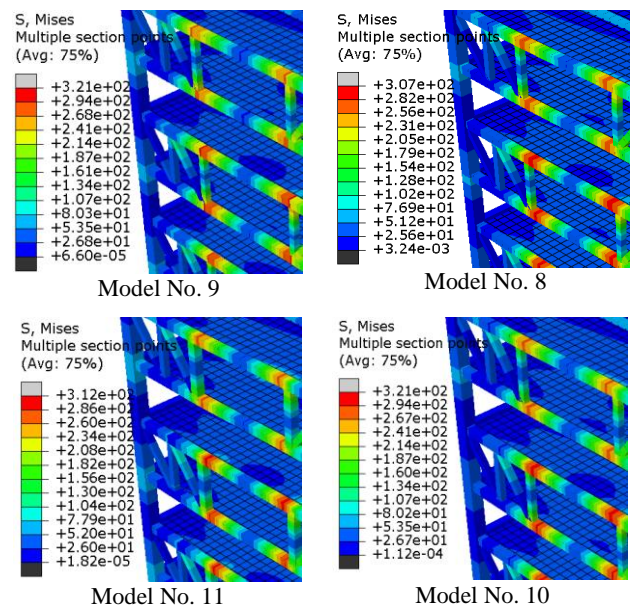 S, Mises
Multiple section points
(Avg: 75%)
+3.21e+02
+2.94e+02
+2.68e+02
+2.41e+02
+2.14e+02
+1.87e+02
+1.61e+02
+1.34e+02
+1.07e+02
+8.03e+01
+5.35e+01
+2.68e+01
+6.60e-05
Model No. 9
S, Mises
Multiple section points
(Avg: 75%)
+3.07e+02
+2.82e+02
+2.56e+02
+2.31e+02
+2.05e+02
+1.79e+02
+1.54e+02
+1.28e+02
+1.02e+02
+7.69e+01
+5.12e+01
+2.56e+01
+3.24e-03
Model No. 8
S, Mises
Multiple section points
(Avg: 75%)
+3.12e+02
+2.86e+02
+2.60e+02
+2.34e+02
+2.08e+02
+1.82e+02
+1.56e+02
+1.30e+02
+1.04e+02
+7.79e+01
+5.20e+01
+2.60e+01
+1.82e-05
Model No. 11
S, Mises
Multiple section points
(Avg: 75%)
+3.21e+02
+2.94e+02
+2.67e+02
+2.41e+02
+2.14e+02
+1.87e+02
+1.60e+02
+1.34e+02
+1.07e+02
+8.02e+01
+5.35e+01
+2.67e+01
+1.12e-04
Model No. 10